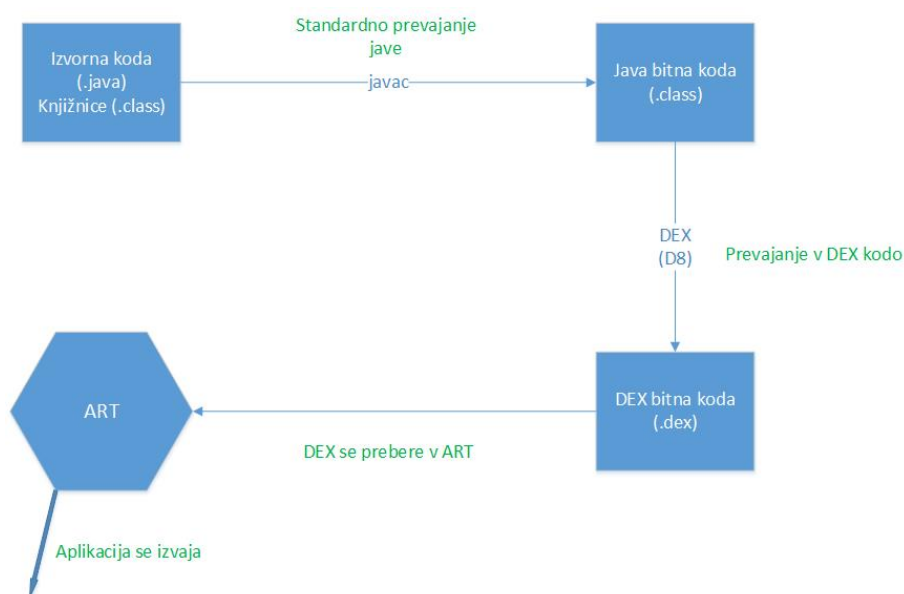 Standardno prevajanje
jave
Izvorna koda
(.java)
Knjižnice (.class)
javac
Java bitna koda
(.class)
DEX
(D8)
Prevajanje v DEX kodo
DEX bitna koda
(.dex)
ART
DEX se prebere v ART
Aplikacija se izvaja